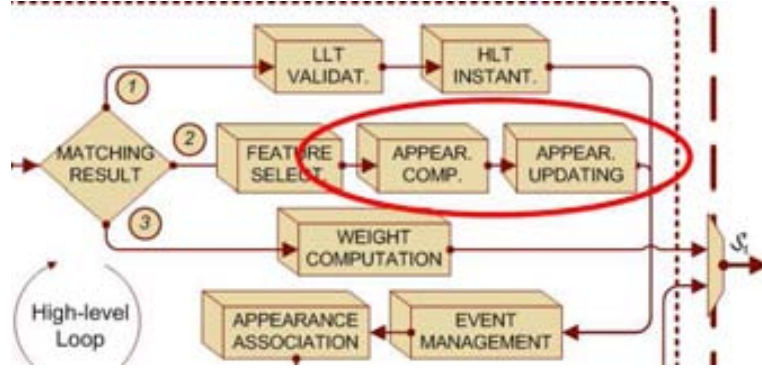 LLT
VALIDAT.
HLT
INSTANT.
1
MATCHING
RESULT
2
FEATURE
SELECT.
APPEAR.
COMP.
APPEAR.
UPDATING
3
WEIGHT
COMPUTATION
High-level
Loop
APPEARANCE
ASSOCIATION
EVENT
MANAGEMENT